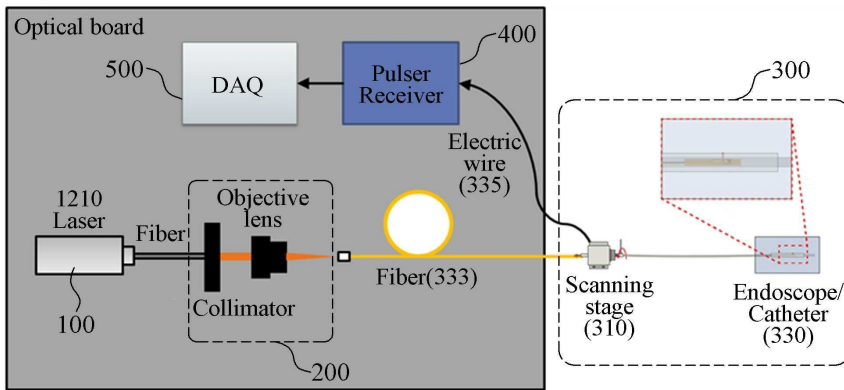 Optical board
500
DAQ
400
Pulser
Receiver
300
Electric
wire
(335)
1210
Laser
Fiber
Objective
lens
Collimator
100
200
Fiber(333)
Scanning
stage
(310)
Endoscope/
Catheter
(330)